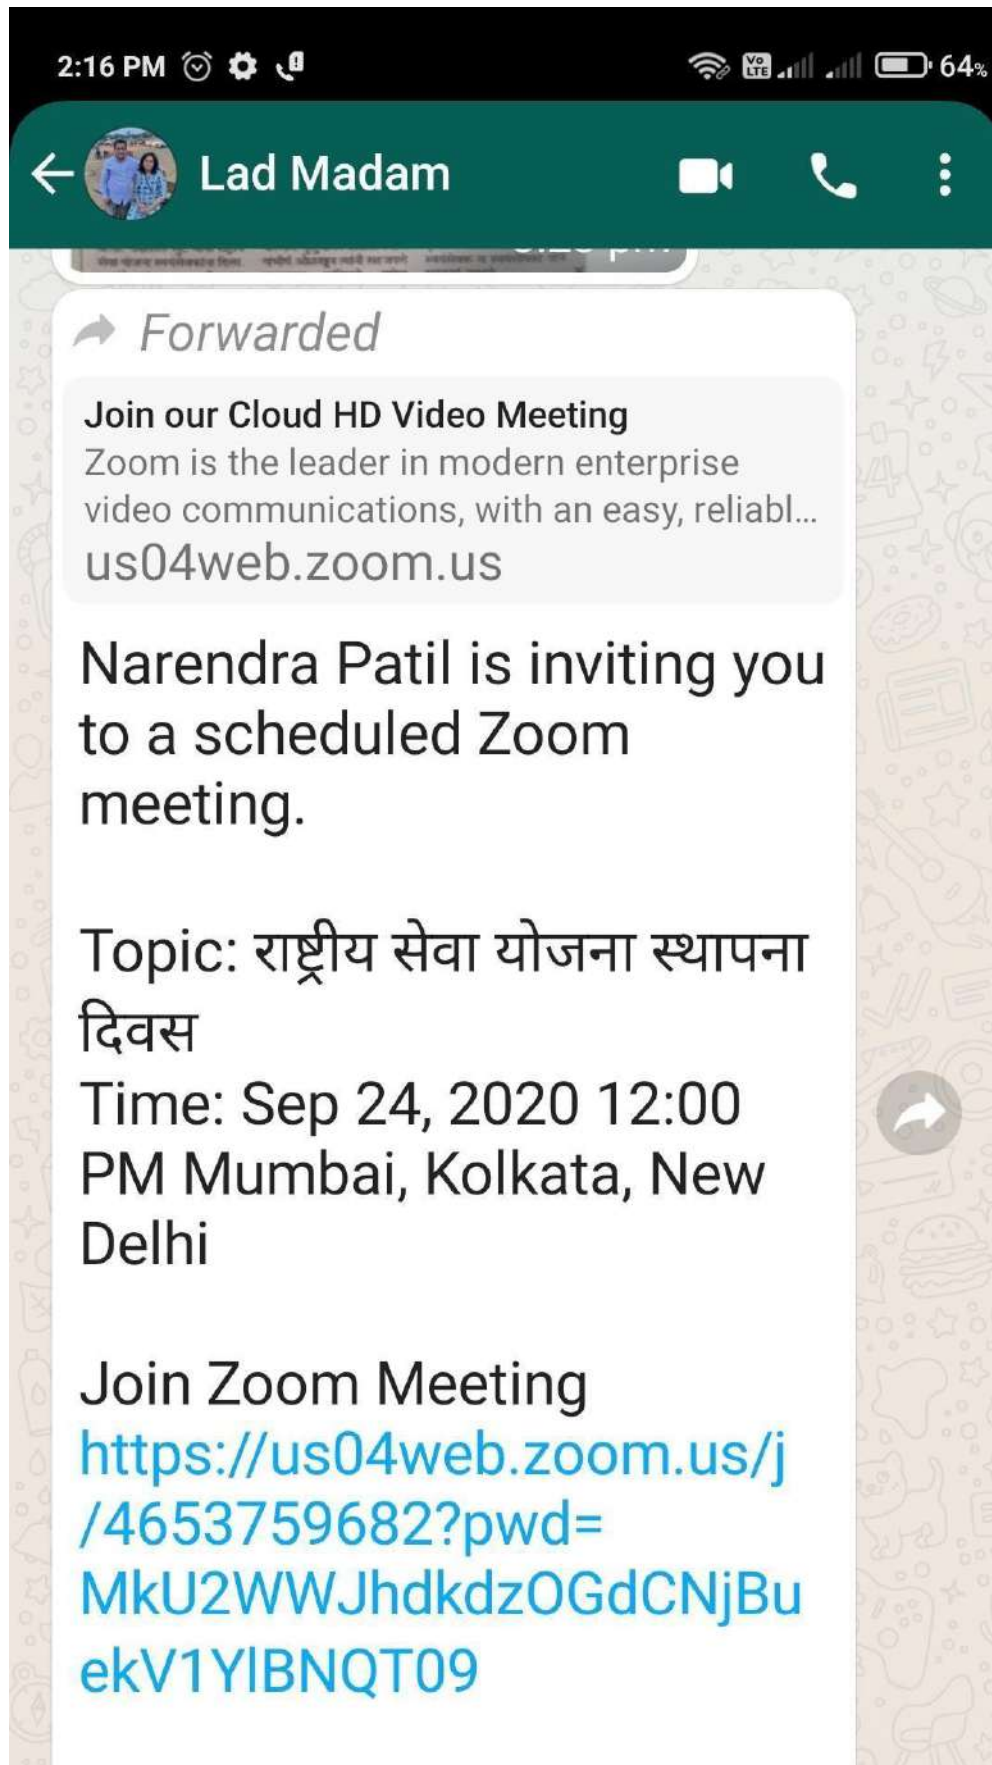 2:16 PM 64%
Lad Madam
Forwarded
Join our Cloud HD Video Meeting
Zoom is the leader in modern enterprise
video communications, with an easy, reliabl...
us04web.zoom.us
Narendra Patil is inviting you
to a scheduled Zoom
meeting.
Topic: राष्ट्रीय सेवा योजना स्थापना
दिवस
Time: Sep 24, 2020 12:00
PM Mumbai, Kolkata, New
Delhi
Join Zoom Meeting
https://us04web.zoom.us/j
/4653759682?pwd=
MkU2WWJhdkdzOGdCNjBu
ekV1YlBNQT09